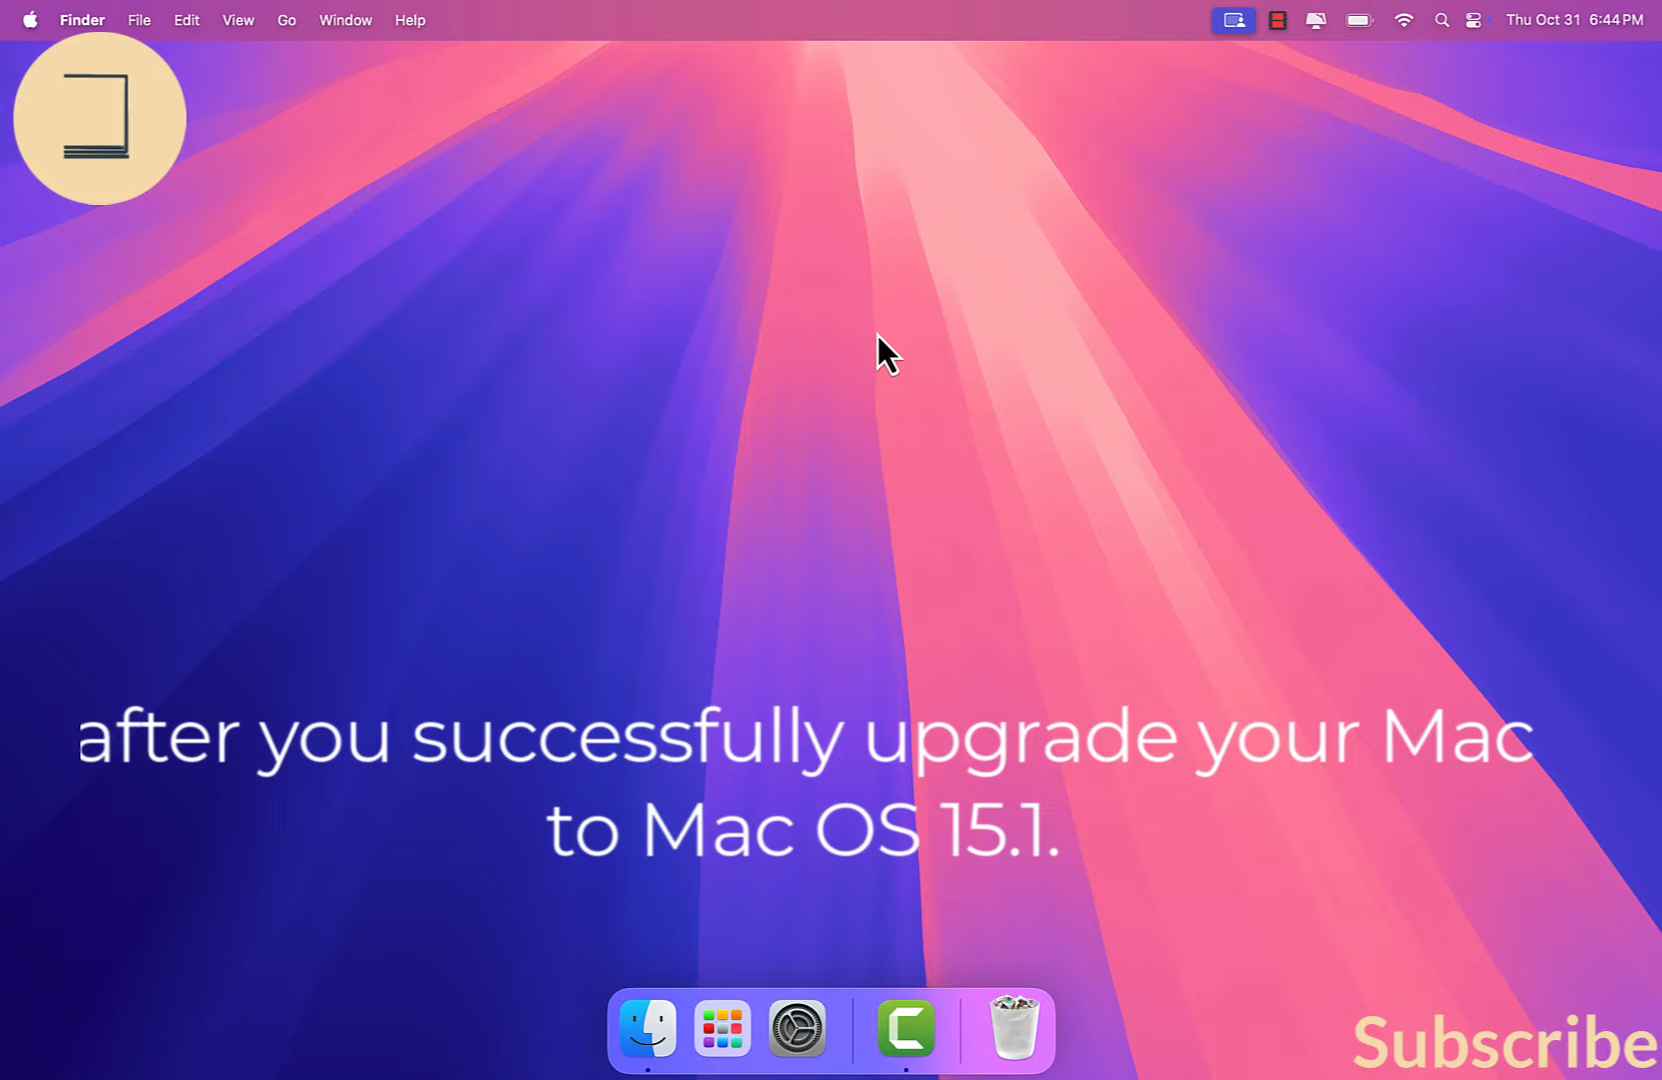 Finder File Edit View Go Window Help Thu Oct 31 6:44 PM
after you successfully upgrade your Mac
to Mac OS 15.1.
Subscribe